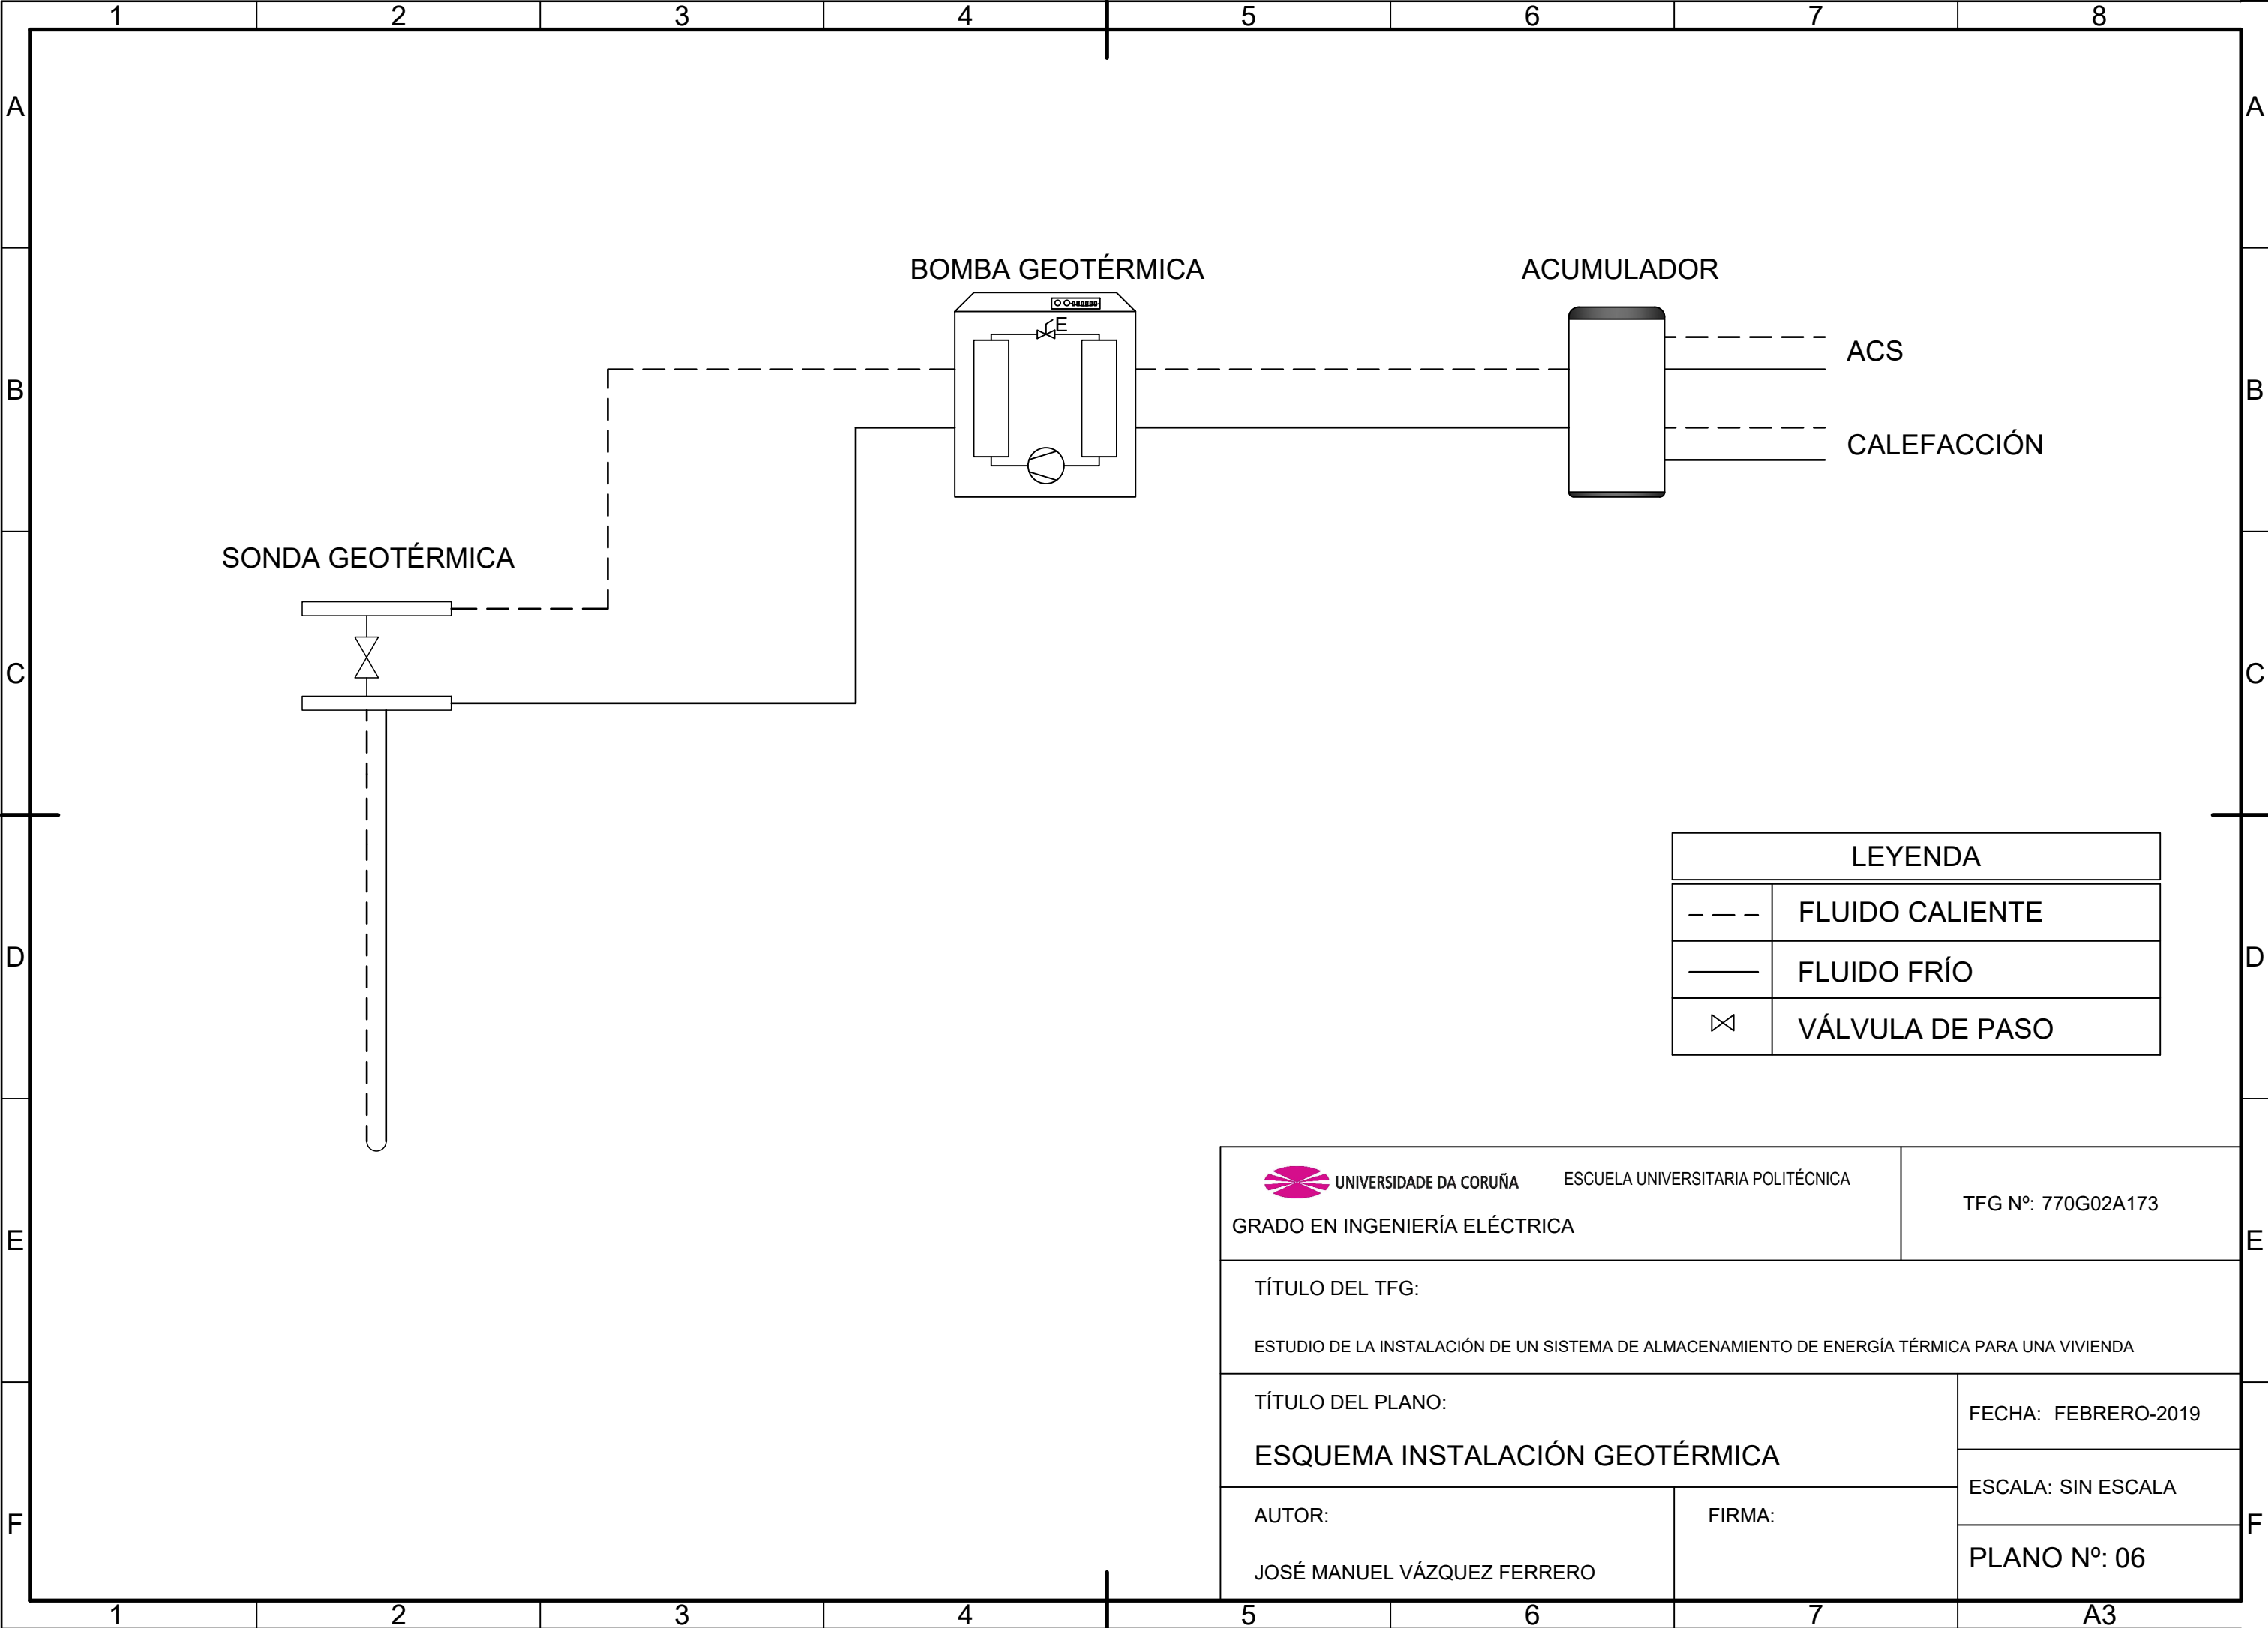 1 2 3 4 5 6 7 8
A A
BOMBA GEOTÉRMICA ACUMULADOR
E
ACS
B B
CALEFACCIÓN
SONDA GEOTÉRMICA
C C
LEYENDA
FLUIDO CALIENTE
D D
FLUIDO FRÍO
VÁLVULA DE PASO
UNIVERSIDADE DA CORUÑA ESCUELA UNIVERSITARIA POLITÉCNICA
TFG Nº: 770G02A173
GRADO EN INGENIERÍA ELÉCTRICA
E E
TÍTULO DEL TFG:
ESTUDIO DE LA INSTALACIÓN DE UN SISTEMA DE ALMACENAMIENTO DE ENERGÍA TÉRMICA PARA UNA VIVIENDA
TÍTULO DEL PLANO:
FECHA: FEBRERO-2019
ESQUEMA INSTALACIÓN GEOTÉRMICA
ESCALA: SIN ESCALA
AUTOR: FIRMA:
F F
PLANO Nº: 06
JOSÉ MANUEL VÁZQUEZ FERRERO
1 2 3 4 5 6 7 A3